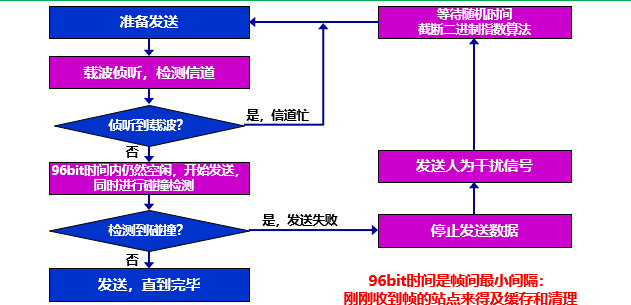 准备发送
载波侦听，检测信道
侦听到载波？
是，信道忙
否
96bit时间内仍然空闲，开始发送，
同时进行碰撞检测
检测到碰撞？
是，发送失败
否
发送，直到完毕
等待随机时间
截断二进制指数算法
发送人为干扰信号
停止发送数据
96bit时间是帧间最小间隔：
刚刚收到帧的站点来得及缓存和清理